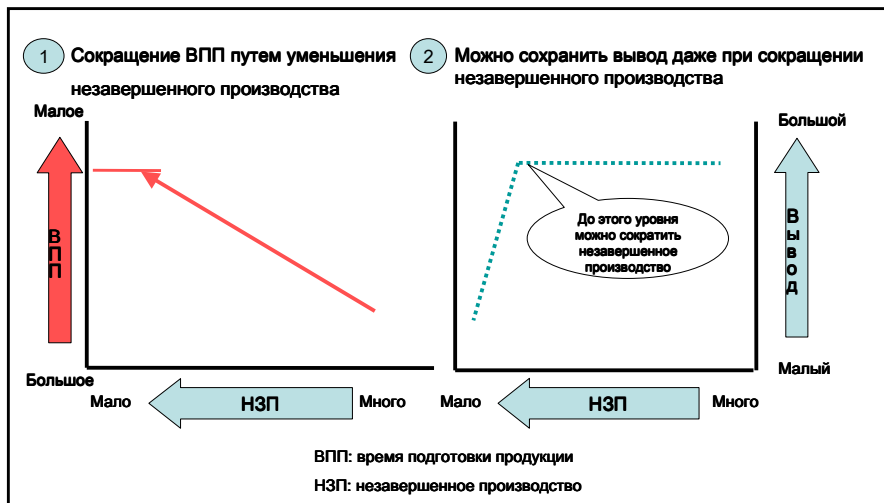 1 Сокращение ВПП путем уменьшения
незавершенного производства
2 Можно сохранить вывод даже при сокращении
незавершенного производства
Малое
ВПП
Большое
Мало
НЗП
Много
До этого уровня
можно сократить
незавершенное
производство
Большой
Вывод
Малый
Мало
НЗП
Много
ВПП: время подготовки продукции
НЗП: незавершенное производство